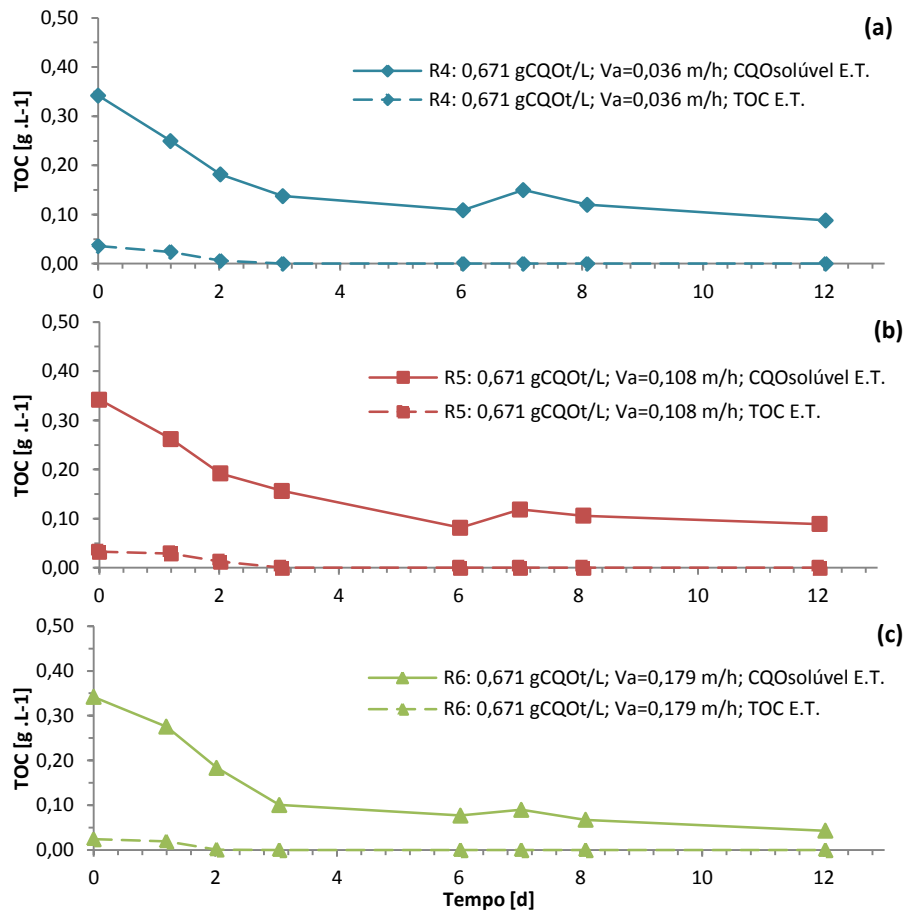 (a)
0,50
0,40
0,30
0,20
0,10
0,00
TOC [g .L-1]
R4: 0,671 gCQOt/L; Va=0,036 m/h; CQOsolúvel E.T.
R4: 0,671 gCQOt/L; Va=0,036 m/h; TOC E.T.
0 2 4 6 8 10 12
(b)
0,50
0,40
0,30
0,20
0,10
0,00
TOC [g .L-1]
R5: 0,671 gCQOt/L; Va=0,108 m/h; CQOsolúvel E.T.
R5: 0,671 gCQOt/L; Va=0,108 m/h; TOC E.T.
0 2 4 6 8 10 12
(c)
0,50
0,40
0,30
0,20
0,10
0,00
TOC [g .L-1]
R6: 0,671 gCQOt/L; Va=0,179 m/h; CQOsolúvel E.T.
R6: 0,671 gCQOt/L; Va=0,179 m/h; TOC E.T.
0 2 4 6 8 10 12
Tempo [d]